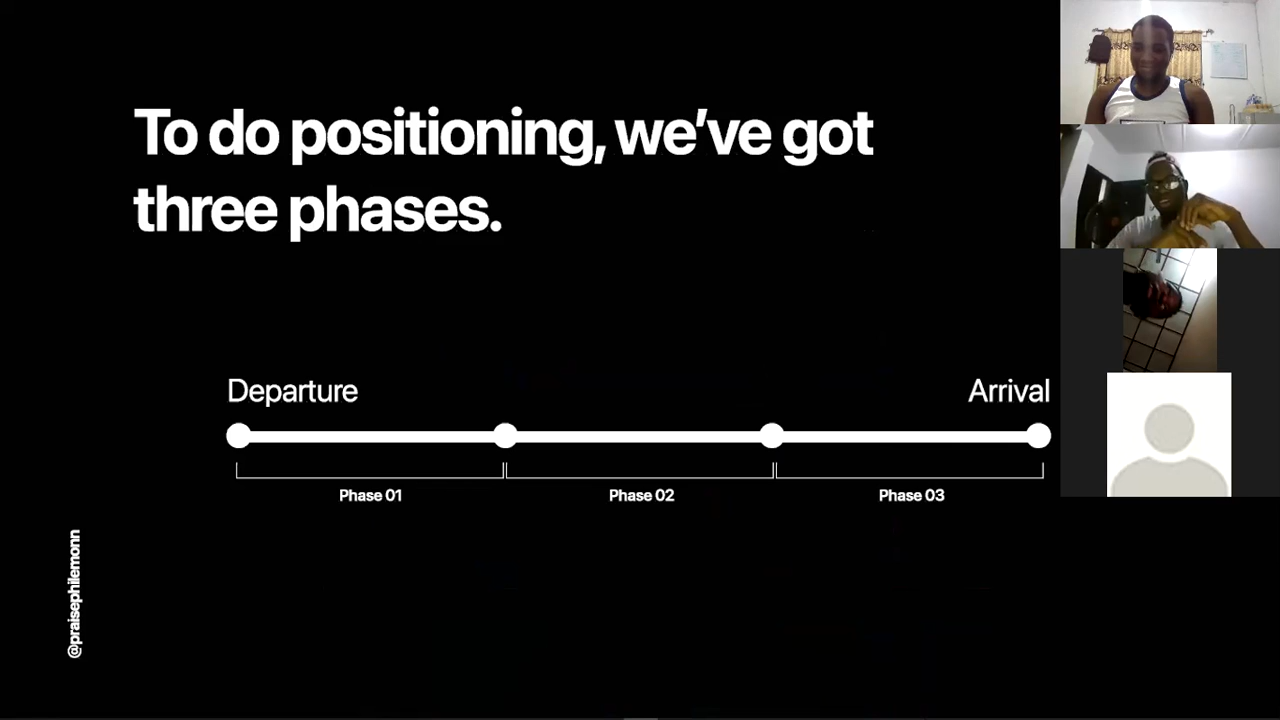 To do positioning, we’ve got
three phases.
Departure
Arrival
Phase 01
Phase 02
Phase 03
@praisephilemonn